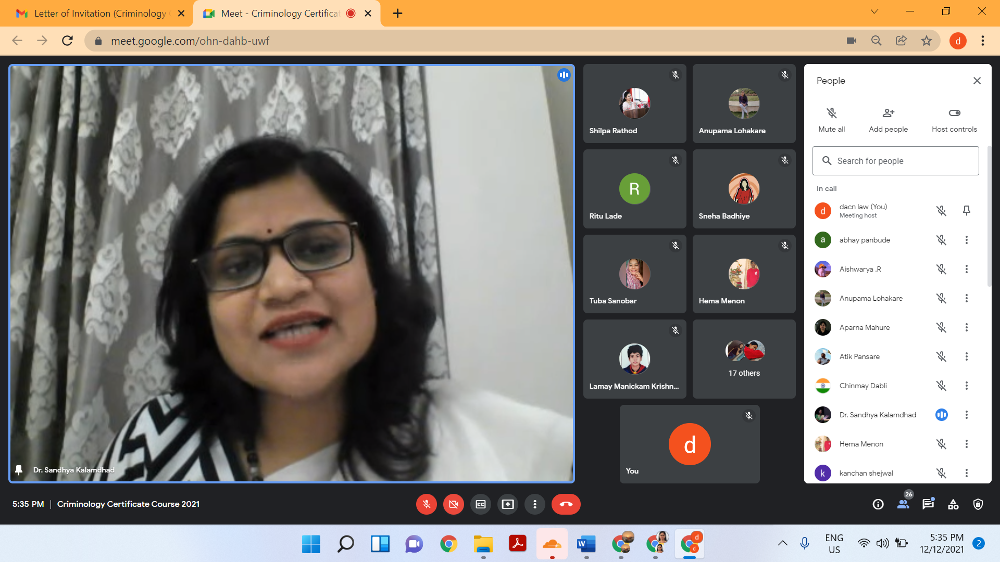 Letter of Invitation (Criminology
Meet - Criminology Certificat
meet.google.com/ohn-dahb-uwf
d
Dr. Sandhya Kalamdhad
Shilpa Rathod
Anupama Lohakare
R
Ritu Lade
Sneha Badhiye
Tuba Sanobar
Hema Menon
Lamay Manickam Krishn...
17 others
d
You
People
Mute all
Add people
Host controls
Search for people
In call
d
dacn law (You)
Meeting host
a
abhay panbude
Aishwarya .R
Anupama Lohakare
Aparna Mahure
Atik Pansare
Chinmay Dabli
Dr. Sandhya Kalamdhad
Hema Menon
k
kanchan shejwal
5:35 PM | Criminology Certificate Course 2021
CC
26
W
d
d
ENG
US
5:35 PM
12/12/2021
2